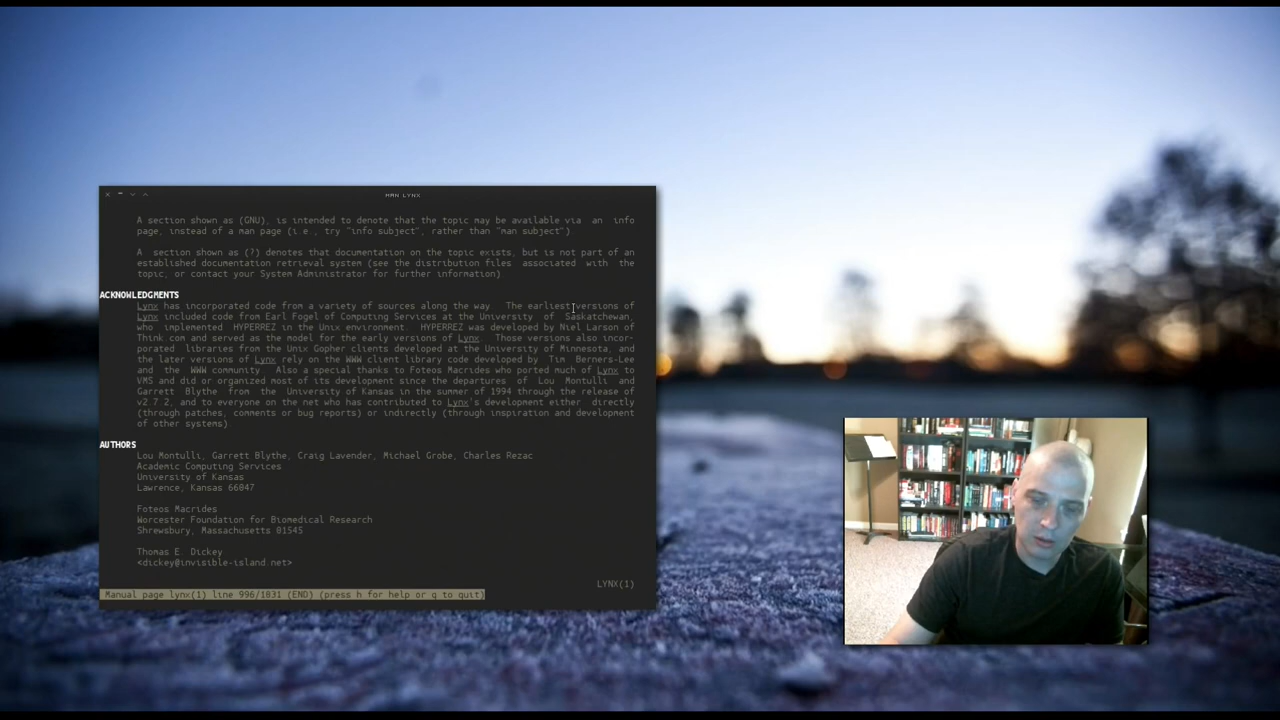 MAN LYNX
A section shown as (GNU), is intended to denote that the topic may be available via an info
page, instead of a man page (i.e., try "info subject", rather than "man subject").
A section shown as (?) denotes that documentation on the topic exists, but is not part of an
established documentation retrieval system (see the distribution files associated with the
topic, or contact your System Administrator for further information).
ACKNOWLEDGMENTS
Lynx has incorporated code from a variety of sources along the way. The earliest versions of
Lynx included code from Earl Fogel of Computing Services at the University of Saskatchewan,
who implemented HYPERREZ in the Unix environment. HYPERREZ was developed by Niel Larson of
Think.com and served as the model for the early versions of Lynx. Those versions also incor-
porated libraries from the Unix Gopher clients developed at the University of Minnesota, and
the later versions of Lynx rely on the WWW client library code developed by Tim Berners-Lee
and the WWW community. Also a special thanks to Foteos Macrides who ported much of Lynx to
VMS and did or organized most of its development since the departures of Lou Montulli and
Garrett Blythe from the University of Kansas in the summer of 1994 through the release of
v2.7.2, and to everyone on the net who has contributed to Lynx's development either directly
(through patches, comments or bug reports) or indirectly (through inspiration and development
of other systems).
AUTHORS
Lou Montulli, Garrett Blythe, Craig Lavender, Michael Grobe, Charles Rezac
Academic Computing Services
University of Kansas
Lawrence, Kansas 66047
Foteos Macrides
Worcester Foundation for Biomedical Research
Shrewsbury, Massachusetts 01545
Thomas E. Dickey
<dickey@invisible-island.net>
LYNX(1)
Manual page lynx(1) line 996/1031 (END) (press h for help or q to quit)